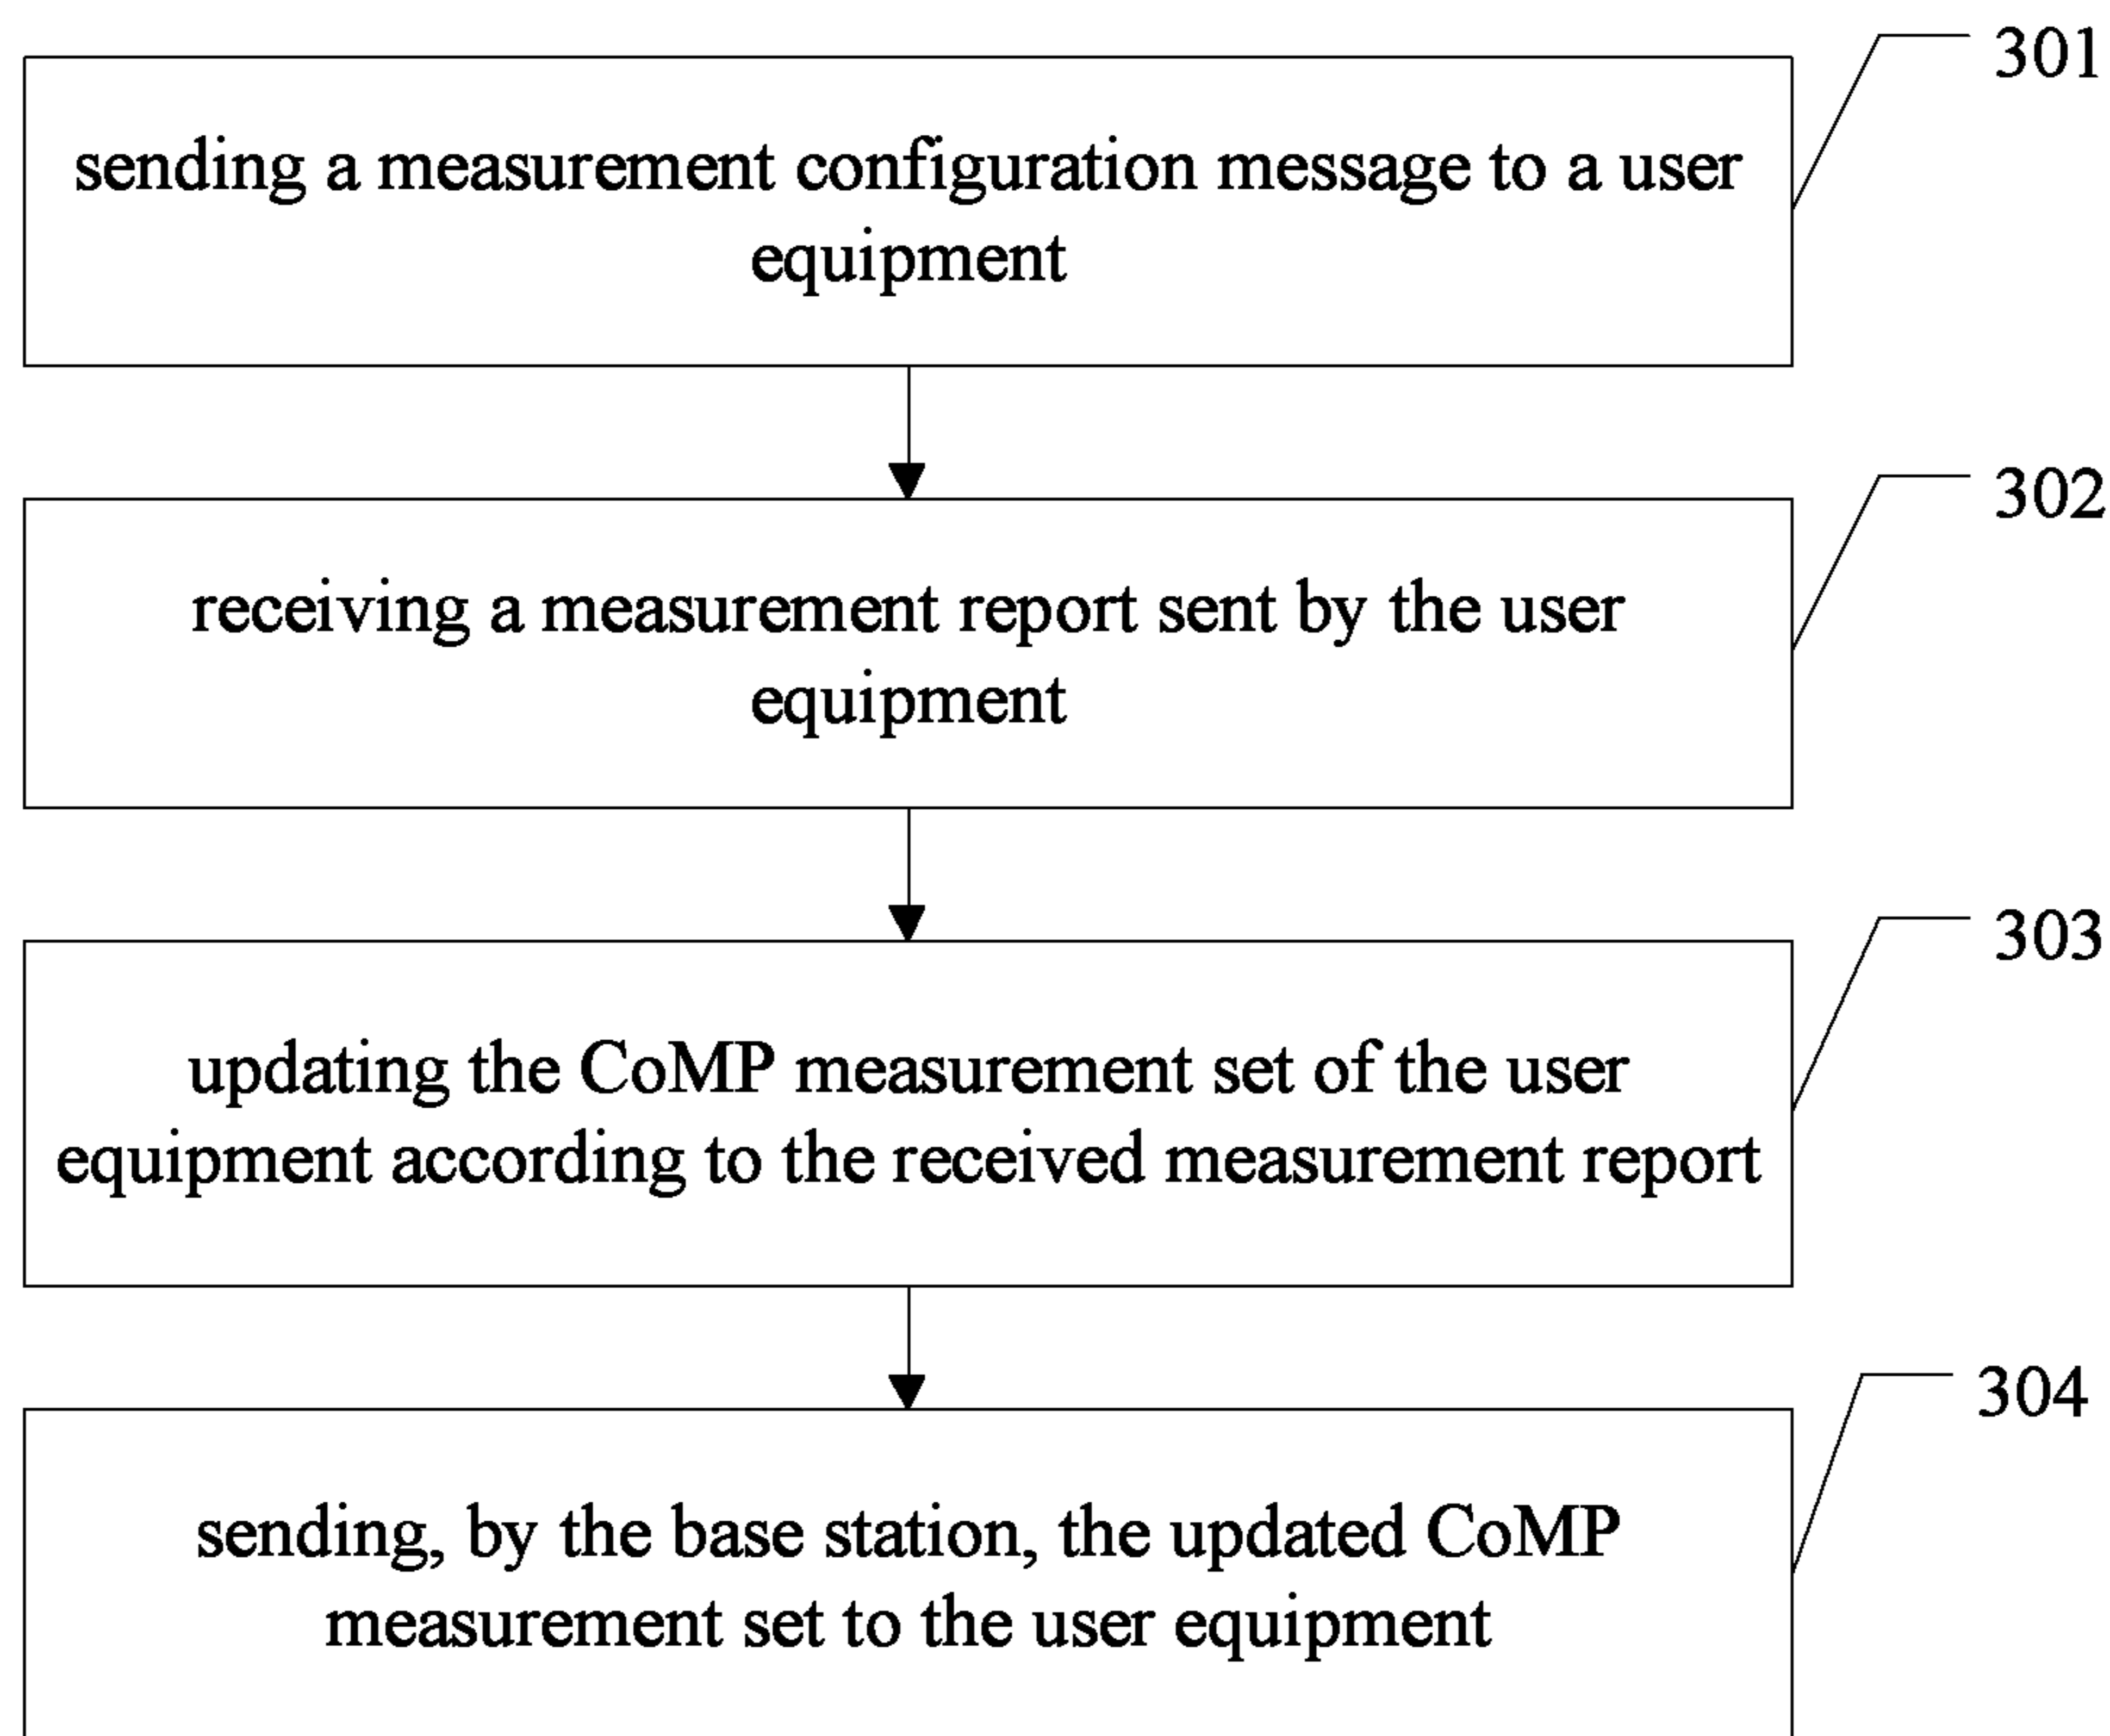 301
sending a measurement configuration message to a user
equipment
302
receiving a measurement report sent by the user
equipment
303
updating the CoMP measurement set of the user
equipment according to the received measurement report
304
sending, by the base station, the updated CoMP
measurement set to the user equipment